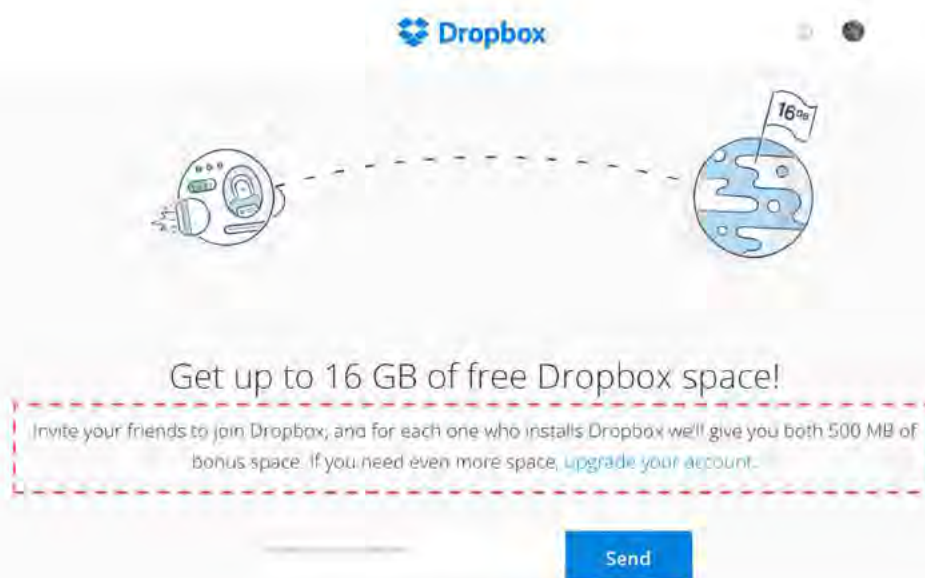 Dropbox
16GB
Get up to 16 GB of free Dropbox space!
Invite your friends to join Dropbox, and for each one who installs Dropbox we'll give you both 500 MB of
bonus space. If you need even more space, upgrade your account.
Send